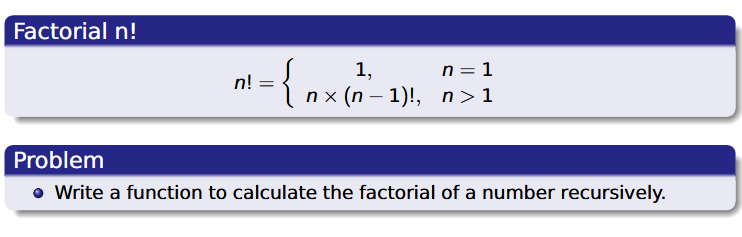 Factorial n!
n! = { 1, n = 1
n × (n − 1)!, n > 1
Problem
Write a function to calculate the factorial of a number recursively.